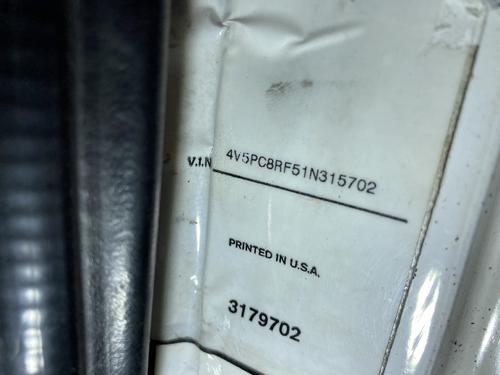 V.I.N 4V5PC8RF51N315702
PRINTED IN U.S.A.
3179702